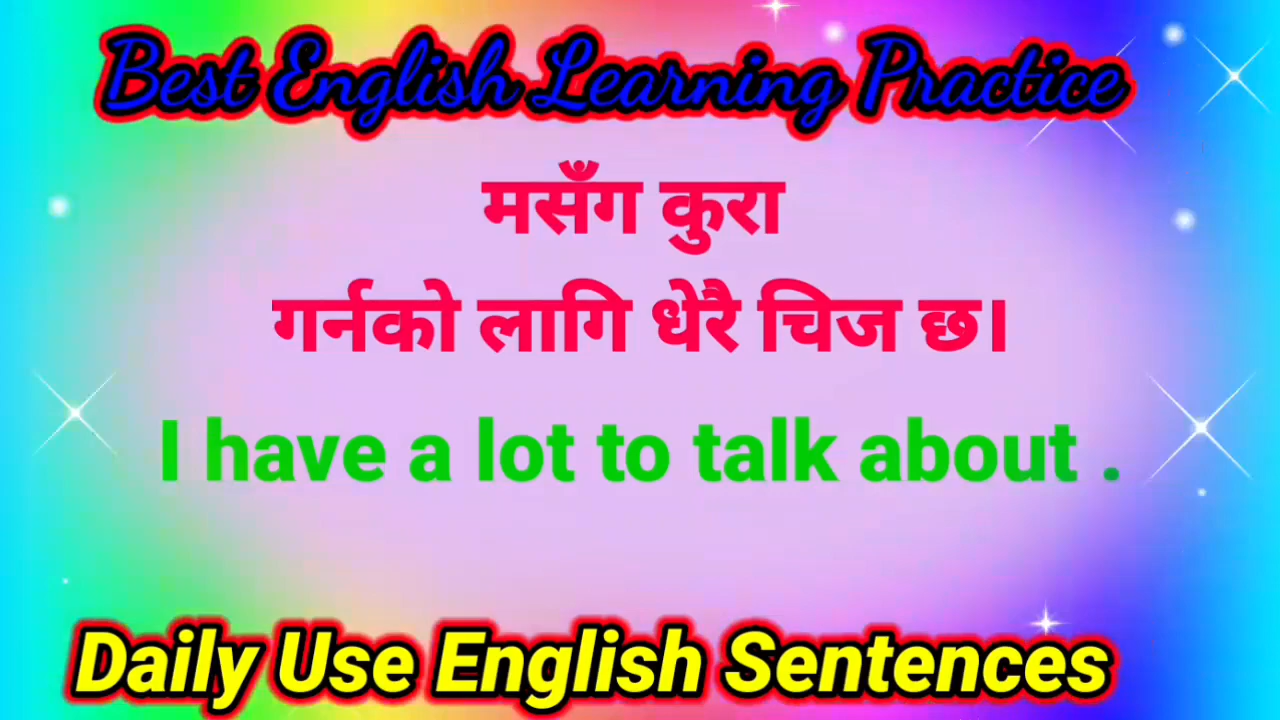 Best English Learning Practice
मसँग कुरा
गर्नको लागि धेरै चिज छ।
I have a lot to talk about .
Daily Use English Sentences